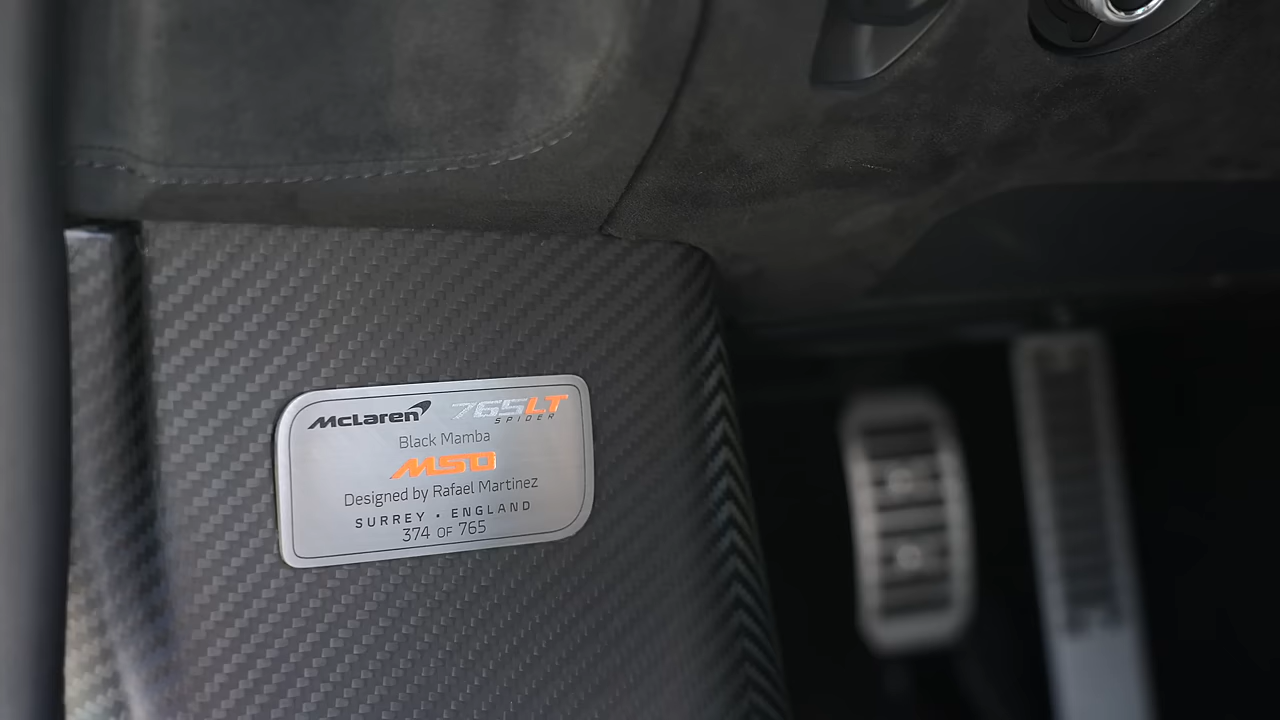 McLaren 765LT
SPIDER
Black Mamba
MSO
Designed by Rafael Martinez
SURREY • ENGLAND
374 OF 765